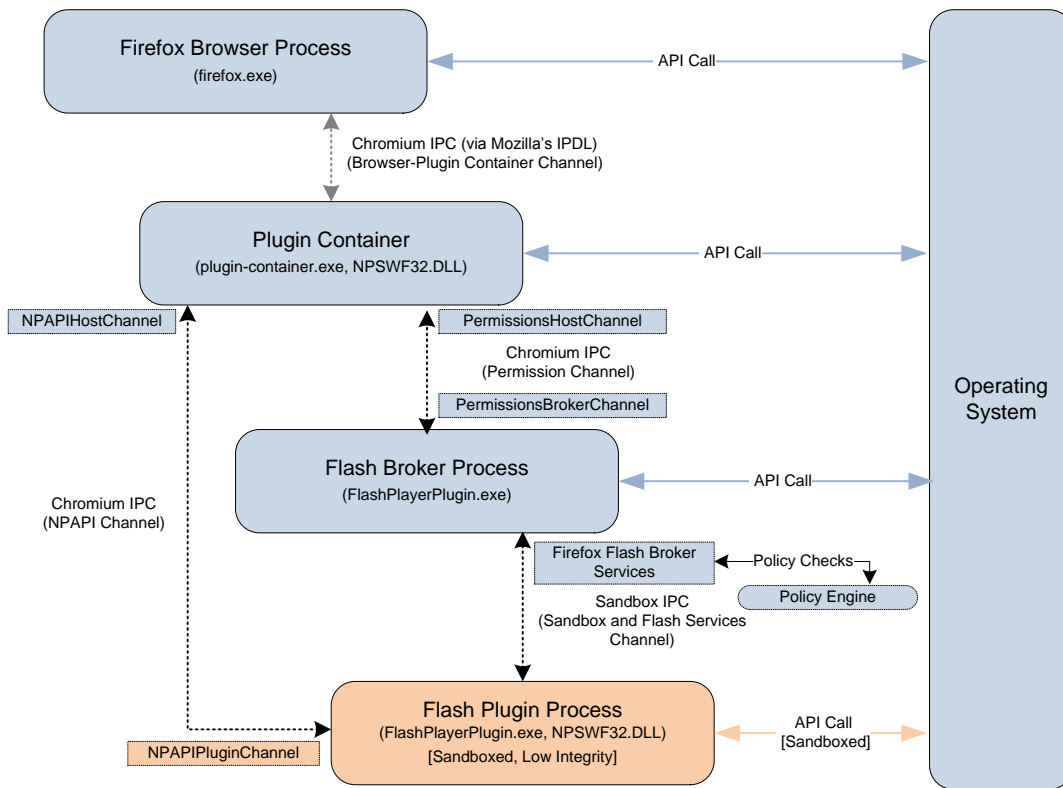 Firefox Browser Process
(firefox.exe)
API Call
Chromium IPC (via Mozilla's IPDL)
(Browser-Plugin Container Channel)
Plugin Container
(plugin-container.exe, NPSWF32.DLL)
API Call
NPAPIHostChannel
PermissionsHostChannel
Chromium IPC
(Permission Channel)
PermissionsBrokerChannel
Operating
System
Flash Broker Process
(FlashPlayerPlugin.exe)
API Call
Chromium IPC
(NPAPI Channel)
Firefox Flash Broker
Services
Policy Checks
Policy Engine
Sandbox IPC
(Sandbox and Flash Services
Channel)
Flash Plugin Process
(FlashPlayerPlugin.exe, NPSWF32.DLL)
[Sandboxed, Low Integrity]
API Call
[Sandboxed]
NPAPIPluginChannel